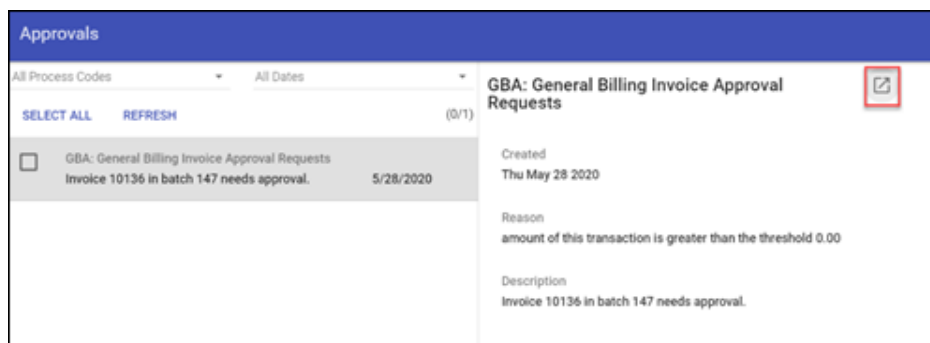 Approvals
All Process Codes All Dates
SELECT ALL REFRESH (0/1)
GBA: General Billing Invoice Approval Requests
Invoice 10136 in batch 147 needs approval. 5/28/2020
GBA: General Billing Invoice Approval
Requests
Created
Thu May 28 2020
Reason
amount of this transaction is greater than the threshold 0.00
Description
Invoice 10136 in batch 147 needs approval.